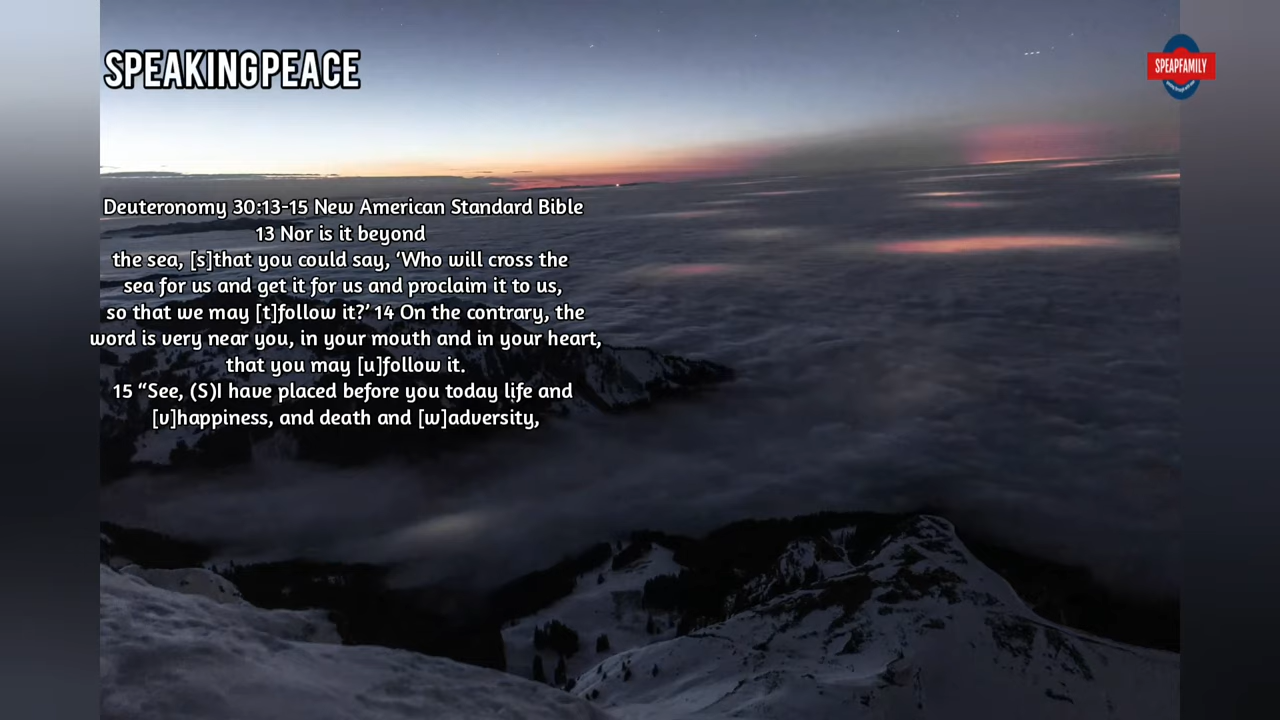 SPEAKINGPEACE
SPEAPFAMILY
Deuteronomy 30:13-15 New American Standard Bible
13 Nor is it beyond
the sea, [s]that you could say, ‘Who will cross the
sea for us and get it for us and proclaim it to us,
so that we may [t]follow it?’ 14 On the contrary, the
word is very near you, in your mouth and in your heart,
that you may [u]follow it.
15 “See, (S)I have placed before you today life and
[v]happiness, and death and [w]adversity,